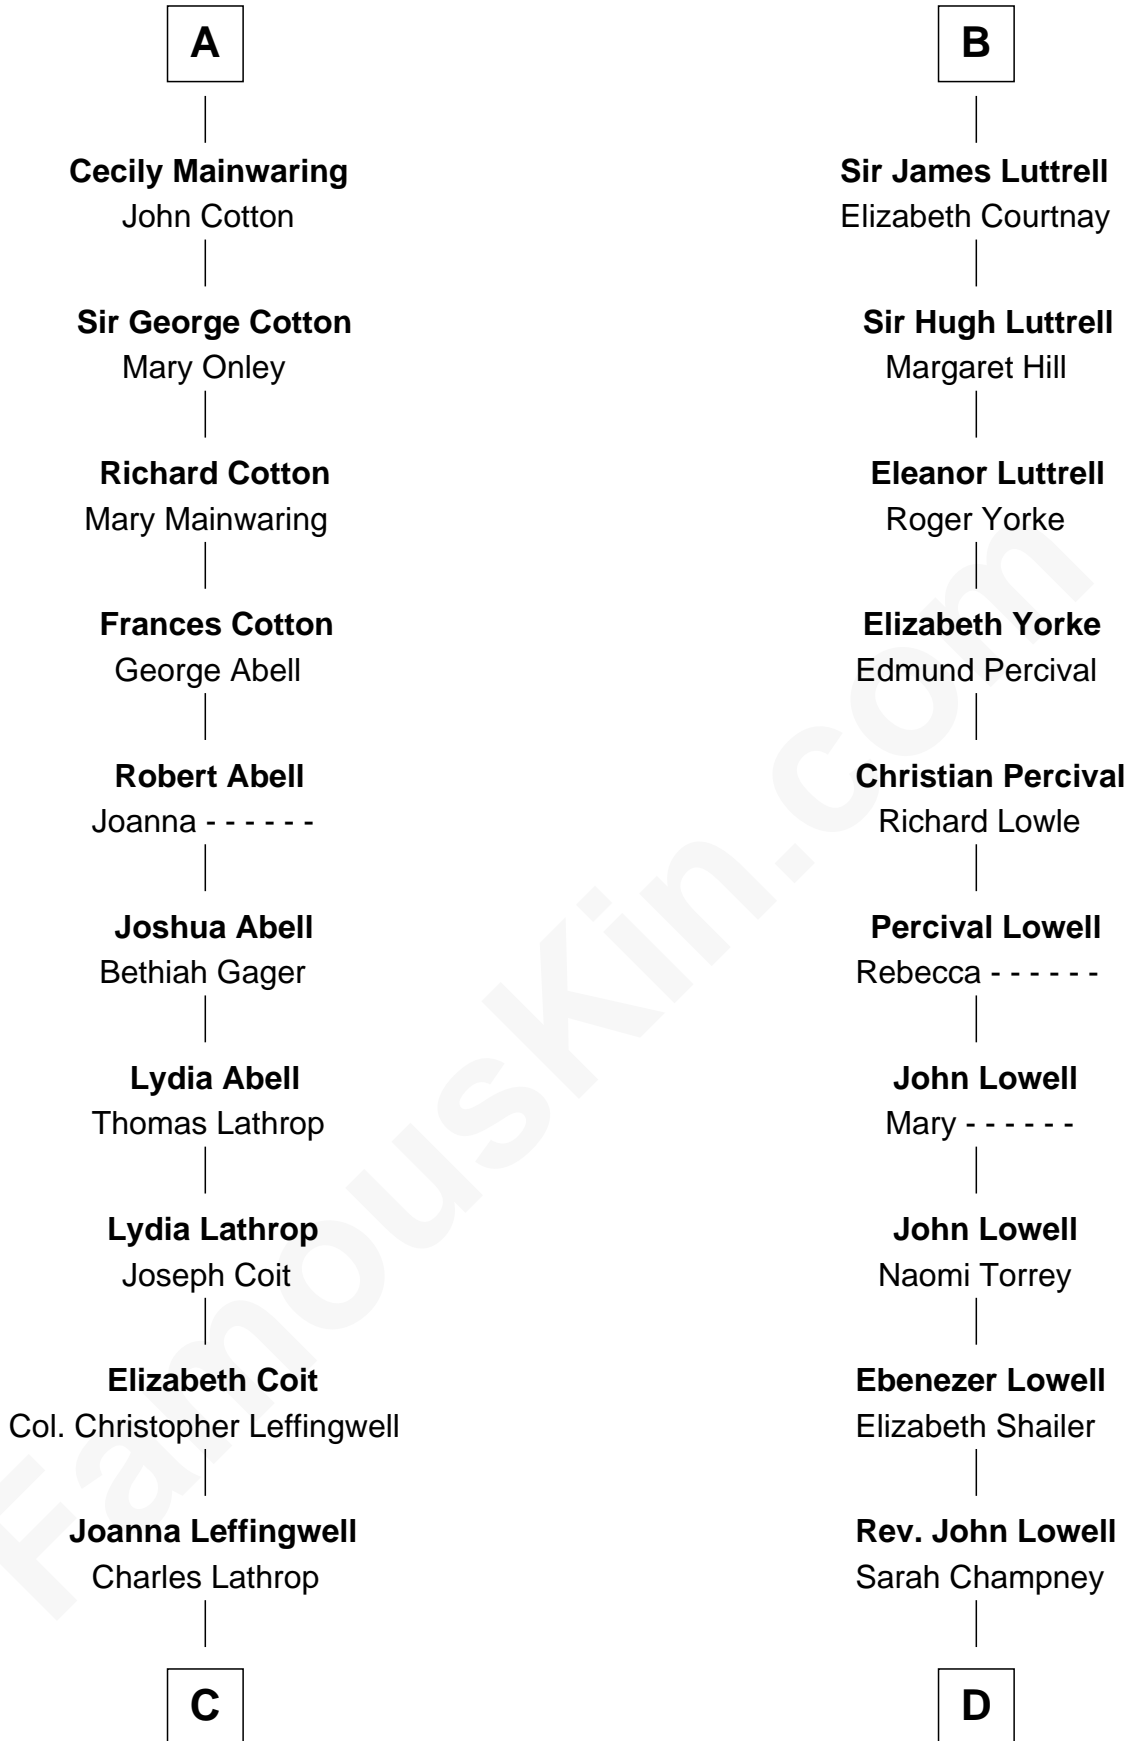 A
Cecily Mainwaring
John Cotton
Sir George Cotton
Mary Onley
Richard Cotton
Mary Mainwaring
Frances Cotton
George Abell
Robert Abell
Joanna - - - - - -
Joshua Abell
Bethiah Gager
Lydia Abell
Thomas Lathrop
Lydia Lathrop
Joseph Coit
Elizabeth Coit
Col. Christopher Leffingwell
Joanna Leffingwell
Charles Lathrop
C
B
Sir James Luttrell
Elizabeth Courtnay
Sir Hugh Luttrell
Margaret Hill
Eleanor Luttrell
Roger Yorke
Elizabeth Yorke
Edmund Percival
Christian Percival
Richard Lowle
Percival Lowell
Rebecca - - - - - -
John Lowell
Mary - - - - - -
John Lowell
Naomi Torrey
Ebenezer Lowell
Elizabeth Shailer
Rev. John Lowell
Sarah Champney
D
FamousKin.com